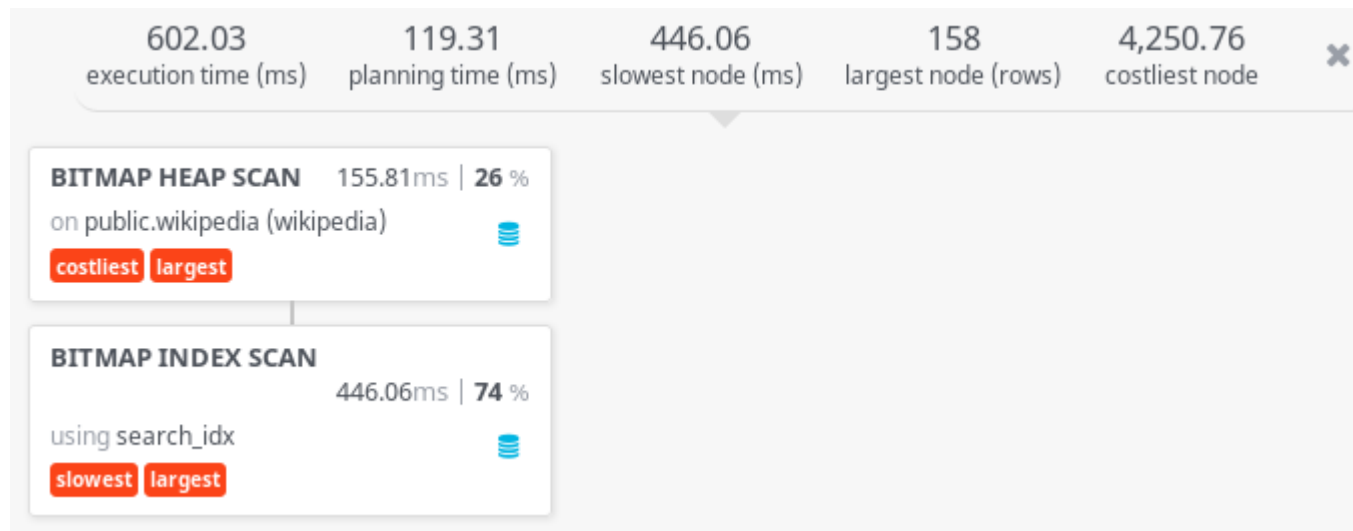 602.03 119.31 446.06 158 4,250.76
execution time (ms) planning time (ms) slowest node (ms) largest node (rows) costliest node
BITMAP HEAP SCAN 155.81ms | 26 %
on public.wikipedia (wikipedia)
costliest largest
BITMAP INDEX SCAN
446.06ms | 74 %
using search_idx
slowest largest